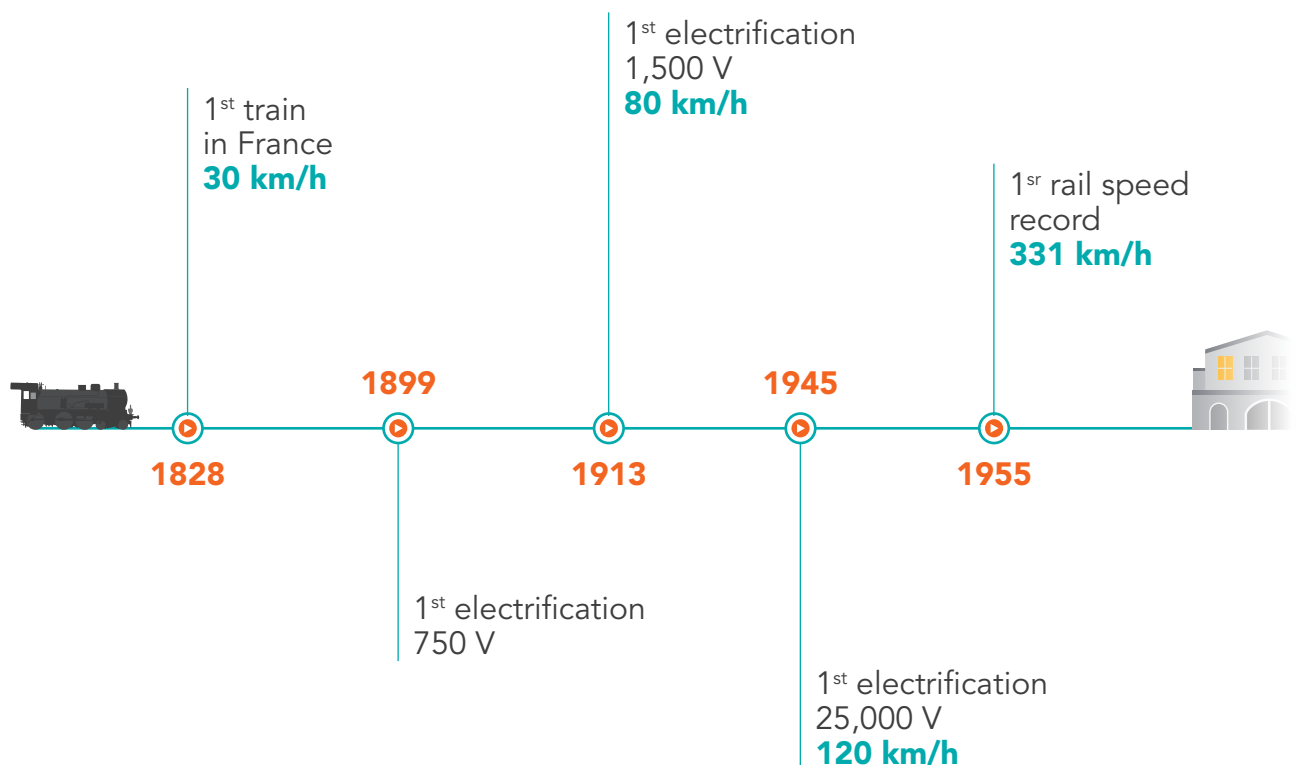 1st train
in France
30 km/h
1828
1899
1st electrification
750 V
1st electrification
1,500 V
80 km/h
1913
1945
1st electrification
25,000 V
120 km/h
1sr rail speed
record
331 km/h
1955